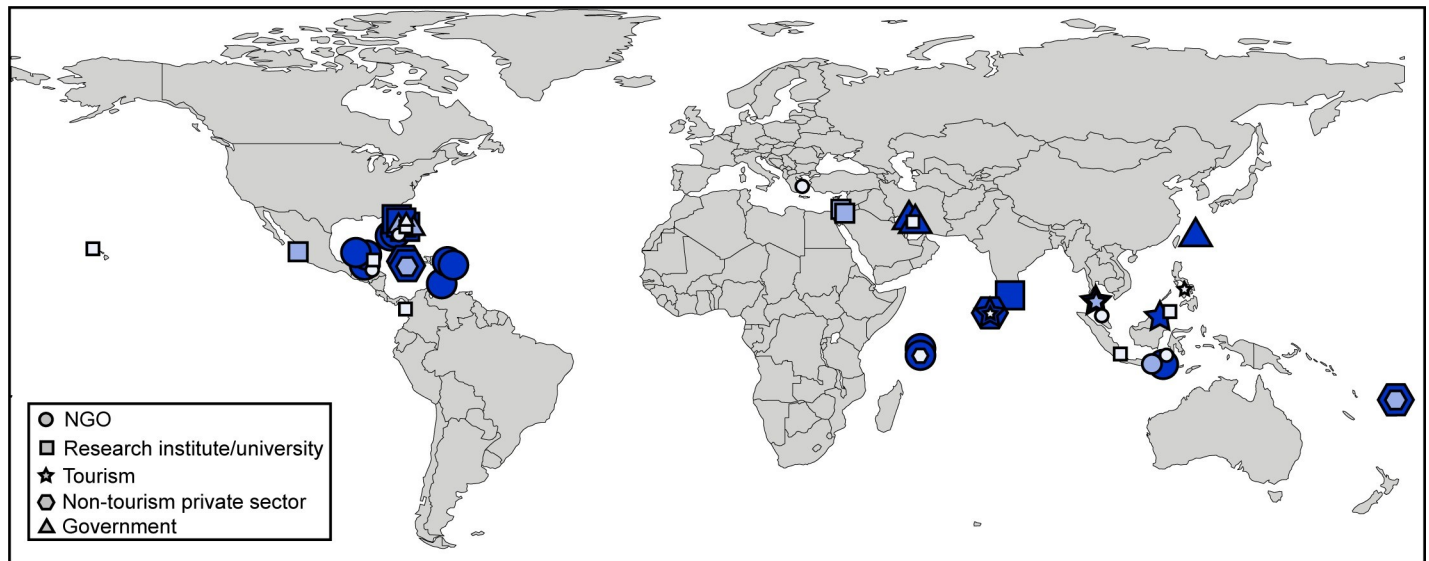 NGO
Research institute/university
Tourism
Non-tourism private sector
Government